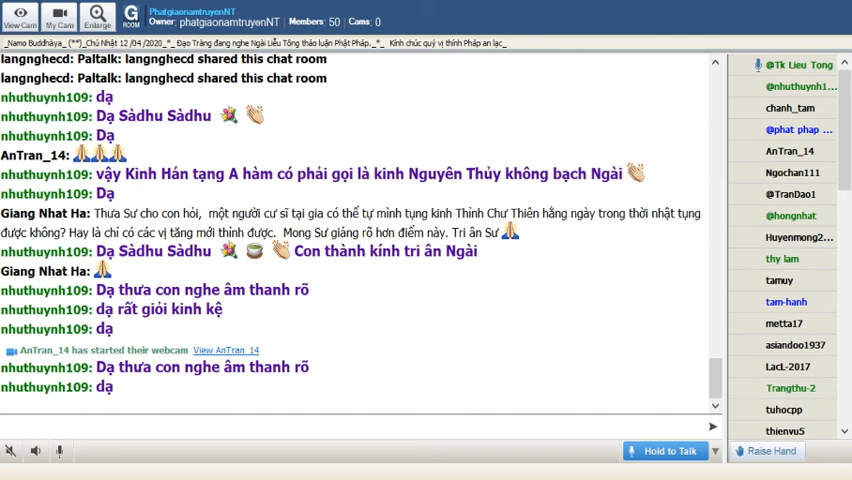 View Cam
My Cam
Enlarge
G
ROOM
PhatgiaonamtruyenNT
Owner: phatgiaonamtruyenNT Members: 50 Cams: 0
_Namo Buddhàya_ (**)_Chủ Nhật 12 /04 /2020_*_ Đạo Tràng đang nghe Ngài Liễu Tông thảo luận Phật Pháp._*_ Kính chúc quý vị thính Pháp an lạc_
langnghecd: Paltalk: langnghecd shared this chat room
langnghecd: Paltalk: langnghecd shared this chat room
nhuthuynh109: dạ
nhuthuynh109: Dạ Sàdhu Sàdhu
nhuthuynh109: Dạ
AnTran_14:
nhuthuynh109: vậy Kinh Hán tạng A hàm có phải gọi là kinh Nguyên Thủy không bạch Ngài
nhuthuynh109: Dạ
Giang Nhat Ha: Thưa Sư cho con hỏi, một người cư sĩ tại gia có thể tự mình tụng kinh Thỉnh Chư Thiên hằng ngày trong thời nhật tụng
được không? Hay là chỉ có các vị tăng mới thỉnh được. Mong Sư giảng rõ hơn điểm này. Tri ân Sư
nhuthuynh109: Dạ Sàdhu Sàdhu Con thành kính tri ân Ngài
Giang Nhat Ha:
nhuthuynh109: Dạ thưa con nghe âm thanh rõ
nhuthuynh109: dạ rất giỏi kinh kệ
nhuthuynh109: dạ
AnTran_14 has started their webcam View AnTran_14
nhuthuynh109: Dạ thưa con nghe âm thanh rõ
nhuthuynh109: dạ
@Tk Lieu Tong
@nhuthuynh1...
chanh_tam
@phat phap ...
AnTran_14
Ngochan111
@TranDao1
@hongnhat
Huyenmong2...
thy lam
tamuy
tam-hanh
metta17
asiandoo1937
LacL-2017
Trangthu-2
tuhocpp
thienvu5
Hold to Talk
Raise Hand